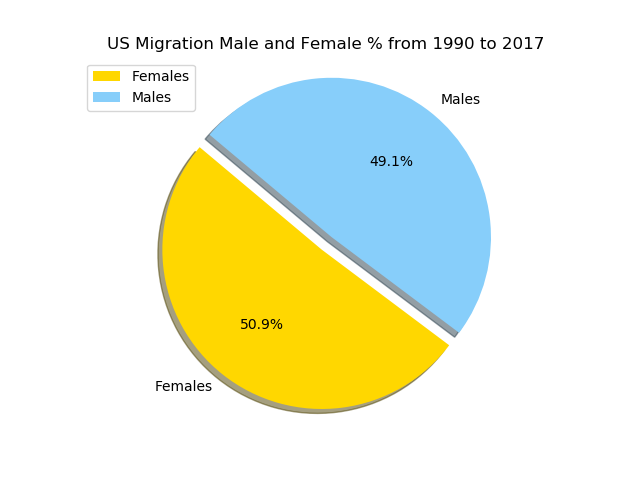 US Migration Male and Female % from 1990 to 2017
Females
Males
Males
49.1%
50.9%
Females